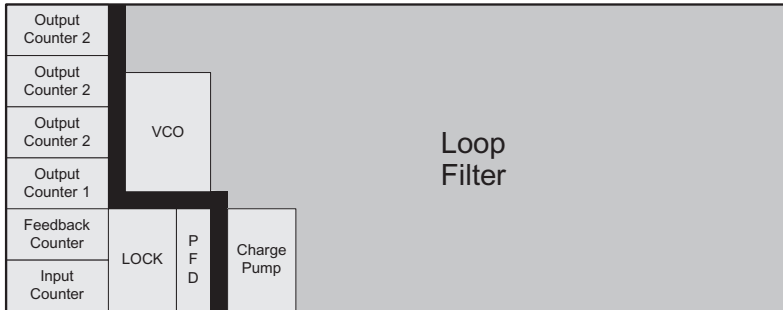 Output
Counter 2
Output
Counter 2
Output
Counter 2
Output
Counter 1
Feedback
Counter
Input
Counter
VCO
LOCK
P
F
D
Charge
Pump
Loop
Filter